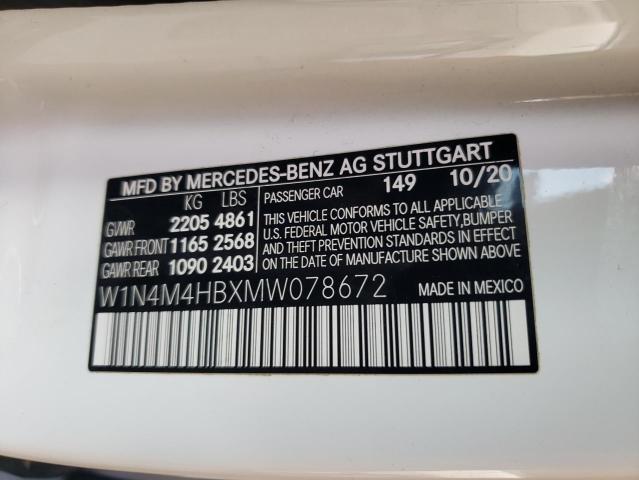 MFD BY MERCEDES-BENZ AG STUTTGART
KG LBS
PASSENGER CAR 149 10/20
GVWR 2205 4861
GAWR FRONT 1165 2568
GAWR REAR 1090 2403
THIS VEHICLE CONFORMS TO ALL APPLICABLE
U.S. FEDERAL MOTOR VEHICLE SAFETY, BUMPER
AND THEFT PREVENTION STANDARDS IN EFFECT
ON THE DATE OF MANUFACTURE SHOWN ABOVE.
W1N4M4HBXMW078672 MADE IN MEXICO